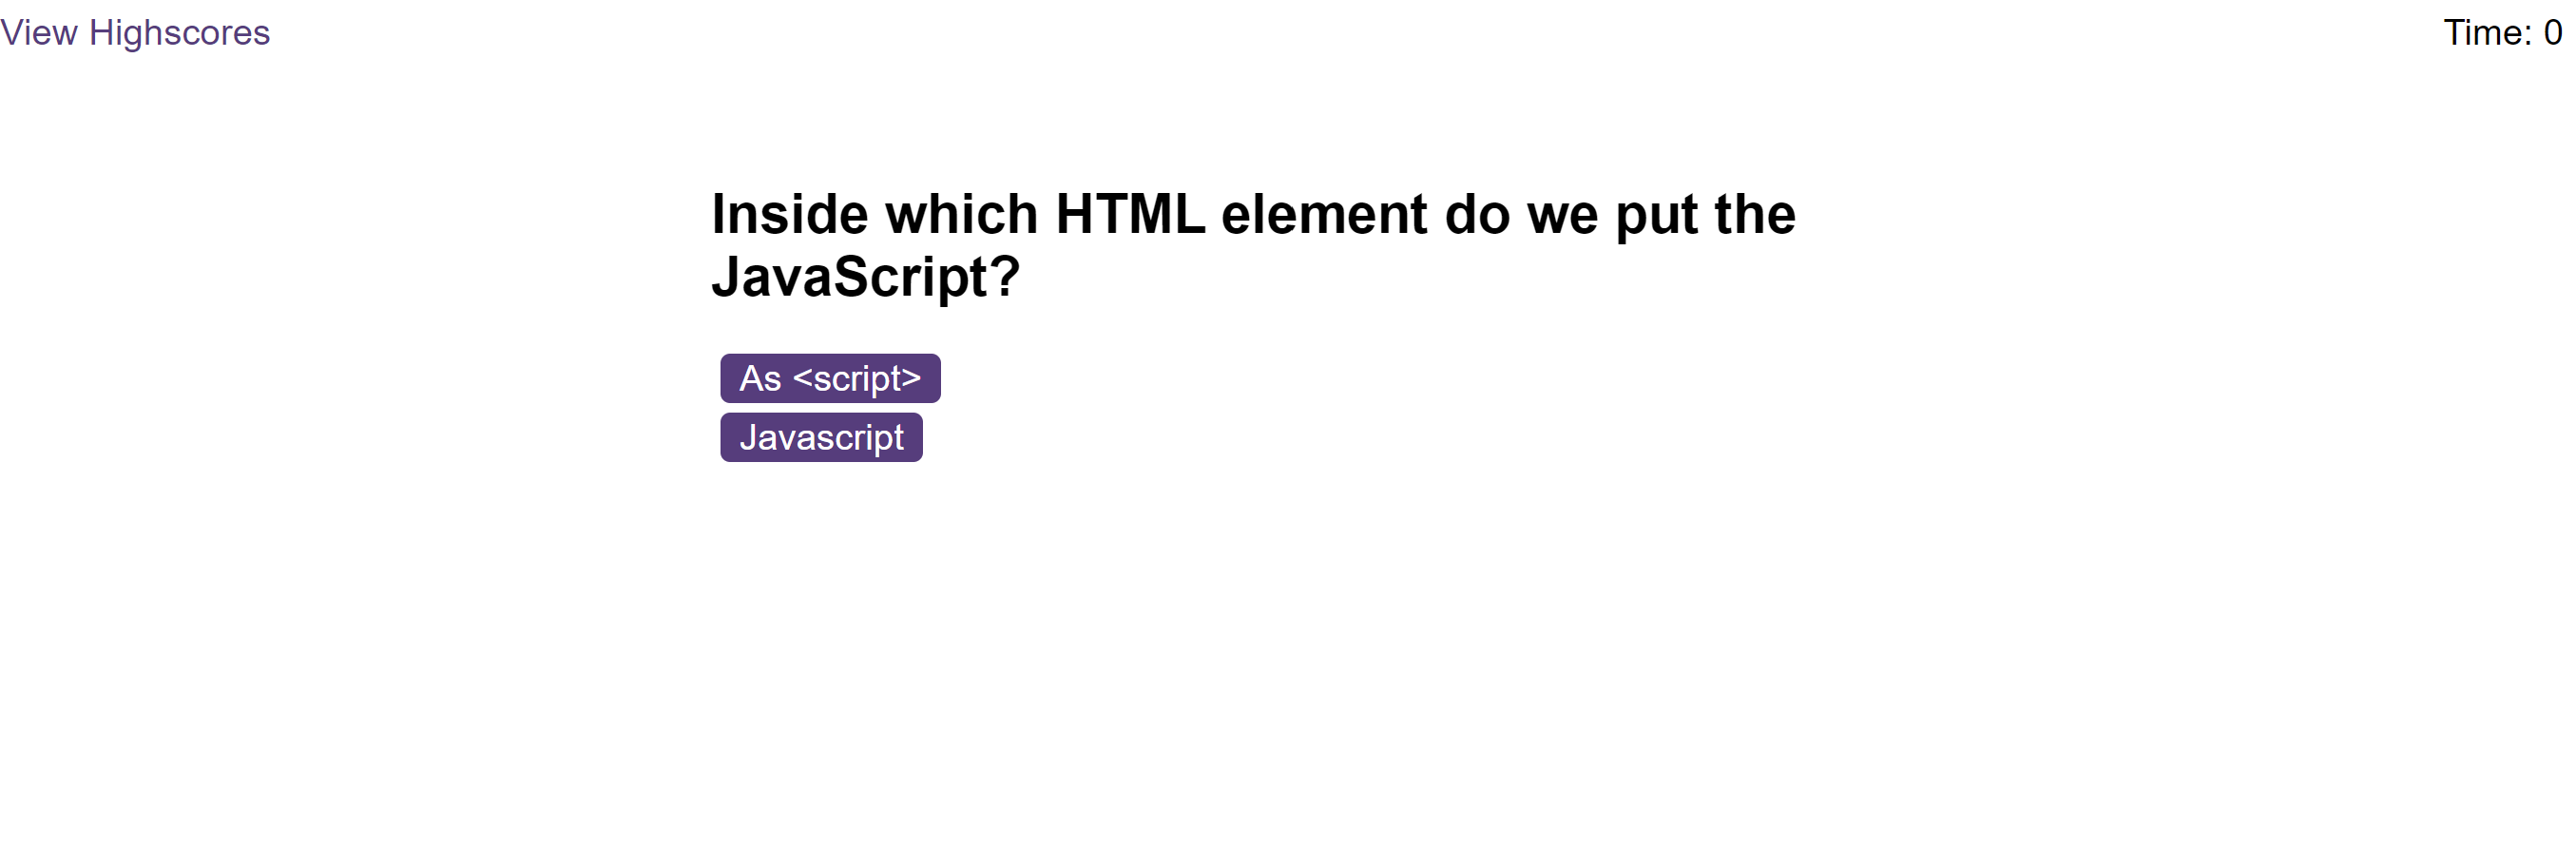 View Highscores
Time: 0
Inside which HTML element do we put the
JavaScript?
As <script>
Javascript